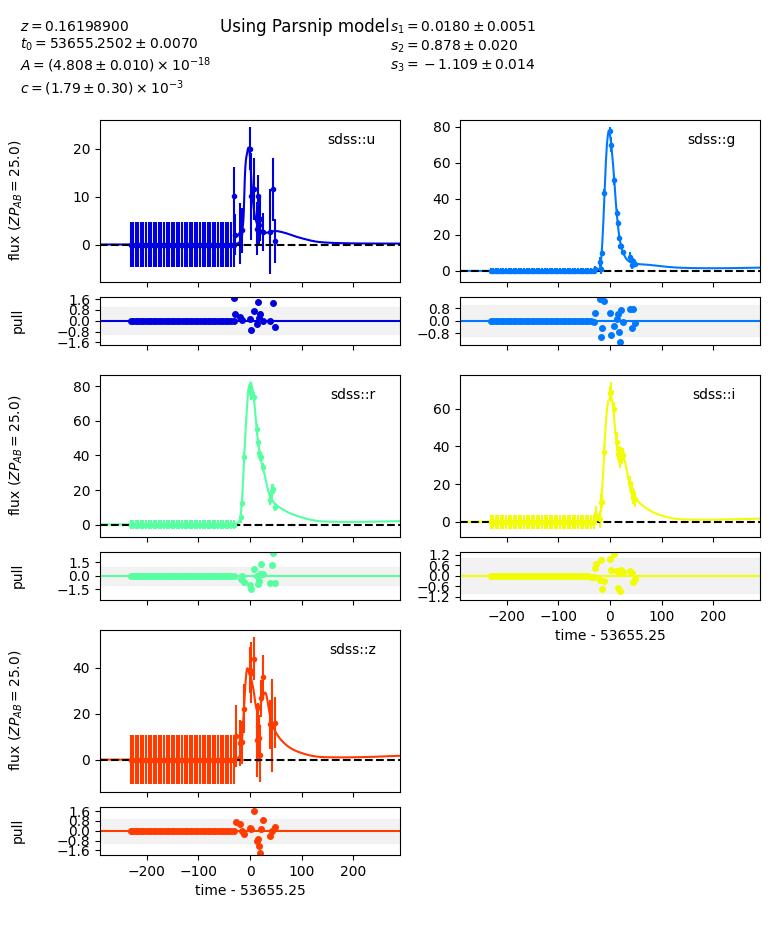 Using Parsnip model
z = 0.16198900
t₀ = 53655.2502 ± 0.0070
A = (4.808 ± 0.010) × 10⁻¹⁸
c = (1.79 ± 0.30) × 10⁻³
s₁ = 0.0180 ± 0.0051
s₂ = 0.878 ± 0.020
s₃ = −1.109 ± 0.014
flux (ZP_AB = 25.0)
20
10
0
sdss::u
80
60
40
20
0
sdss::g
pull
1.6
0.8
0.0
−0.8
−1.6
0.8
0.0
−0.8
flux (ZP_AB = 25.0)
80
60
40
20
0
sdss::r
60
40
20
0
sdss::i
pull
1.5
0.0
−1.5
1.2
0.6
0.0
−0.6
−1.2
−200 −100 0 100 200
time - 53655.25
flux (ZP_AB = 25.0)
40
20
0
sdss::z
pull
1.6
0.8
0.0
−0.8
−1.6
−200 −100 0 100 200
time - 53655.25